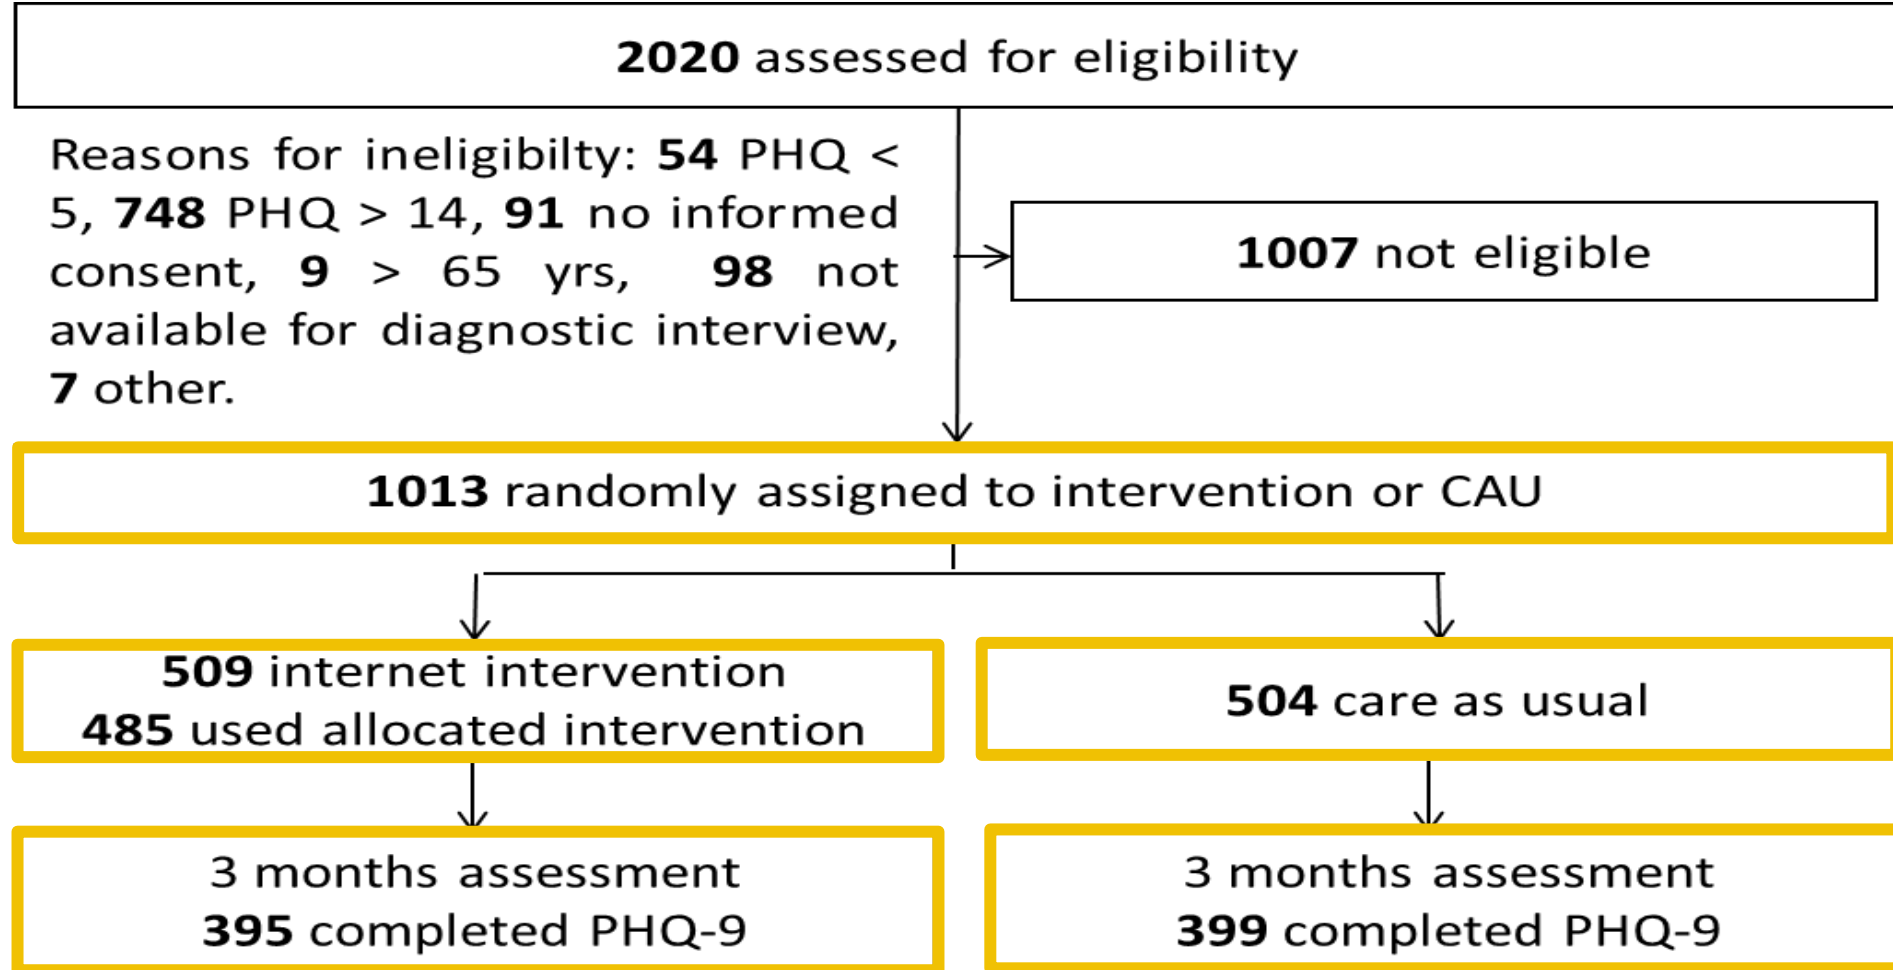 2020 assessed for eligibility
Reasons for ineligibilty: 54 PHQ <
5, 748 PHQ > 14, 91 no informed
consent, 9 > 65 yrs, 98 not
available for diagnostic interview,
7 other.
1007 not eligible
1013 randomly assigned to intervention or CAU
509 internet intervention
485 used allocated intervention
504 care as usual
3 months assessment
395 completed PHQ-9
3 months assessment
399 completed PHQ-9